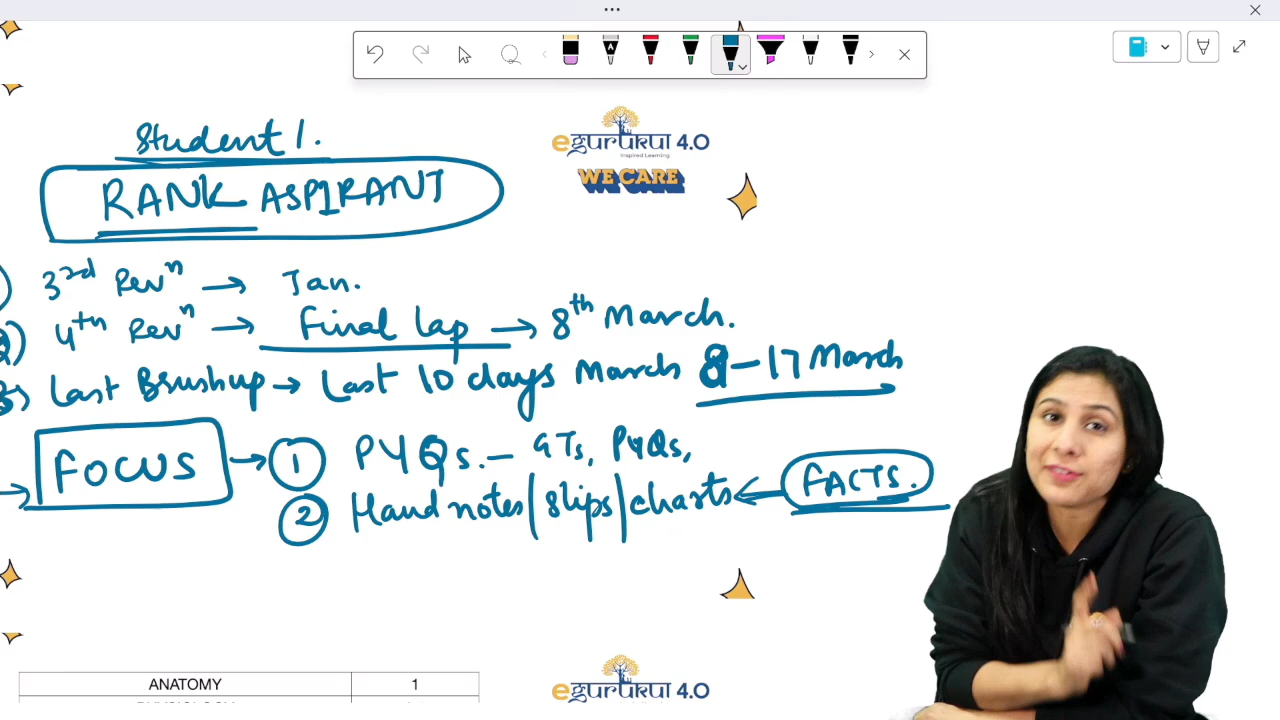 Student 1.
egurukul 4.0
Inspired Learning
WE CARE
RANK ASPIRANT
3rd Revn → Jan.
4th Revn → Final lap → 8th March.
3) Last Brushup → Last 10 days March 8-17 March
FOCUS → 1 PYQs. - GTs, PYQs,
2 Hand notes/slips/charts ← FACTS.
ANATOMY 1
egurukul 4.0